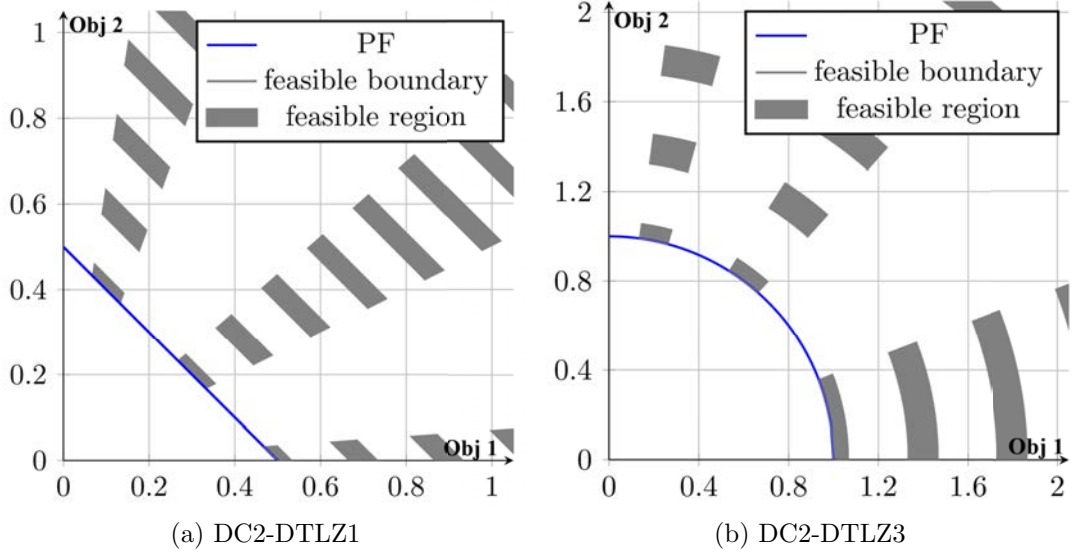 Obj 2
PF
feasible boundary
feasible region
1
0.8
0.6
0.4
0.2
0
Obj 1
0 0.2 0.4 0.6 0.8 1
(a) DC2-DTLZ1
Obj 2
PF
feasible boundary
feasible region
2
1.6
1.2
0.8
0.4
0
Obj 1
0 0.4 0.8 1.2 1.6 2
(b) DC2-DTLZ3